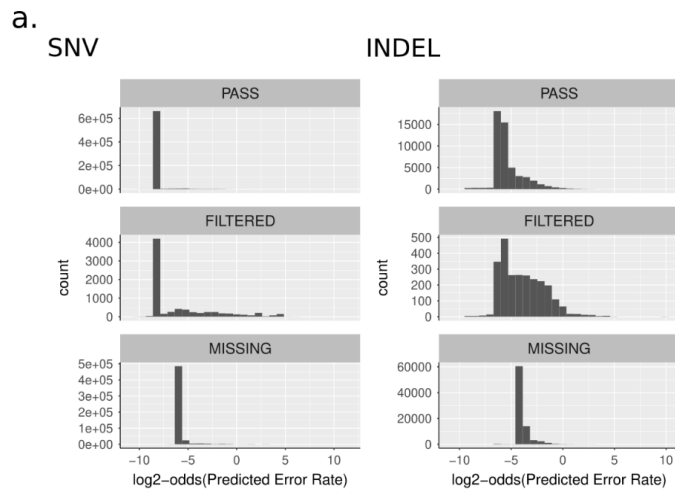 a.
SNV
INDEL
PASS
6e+05
4e+05
2e+05
0e+00
FILTERED
4000
3000
2000
1000
0
MISSING
5e+05
4e+05
3e+05
2e+05
1e+05
0e+00
count
−10 −5 0 5 10
log2−odds(Predicted Error Rate)
PASS
15000
10000
5000
0
FILTERED
500
400
300
200
100
0
MISSING
60000
40000
20000
0
count
−10 −5 0 5 10
log2−odds(Predicted Error Rate)